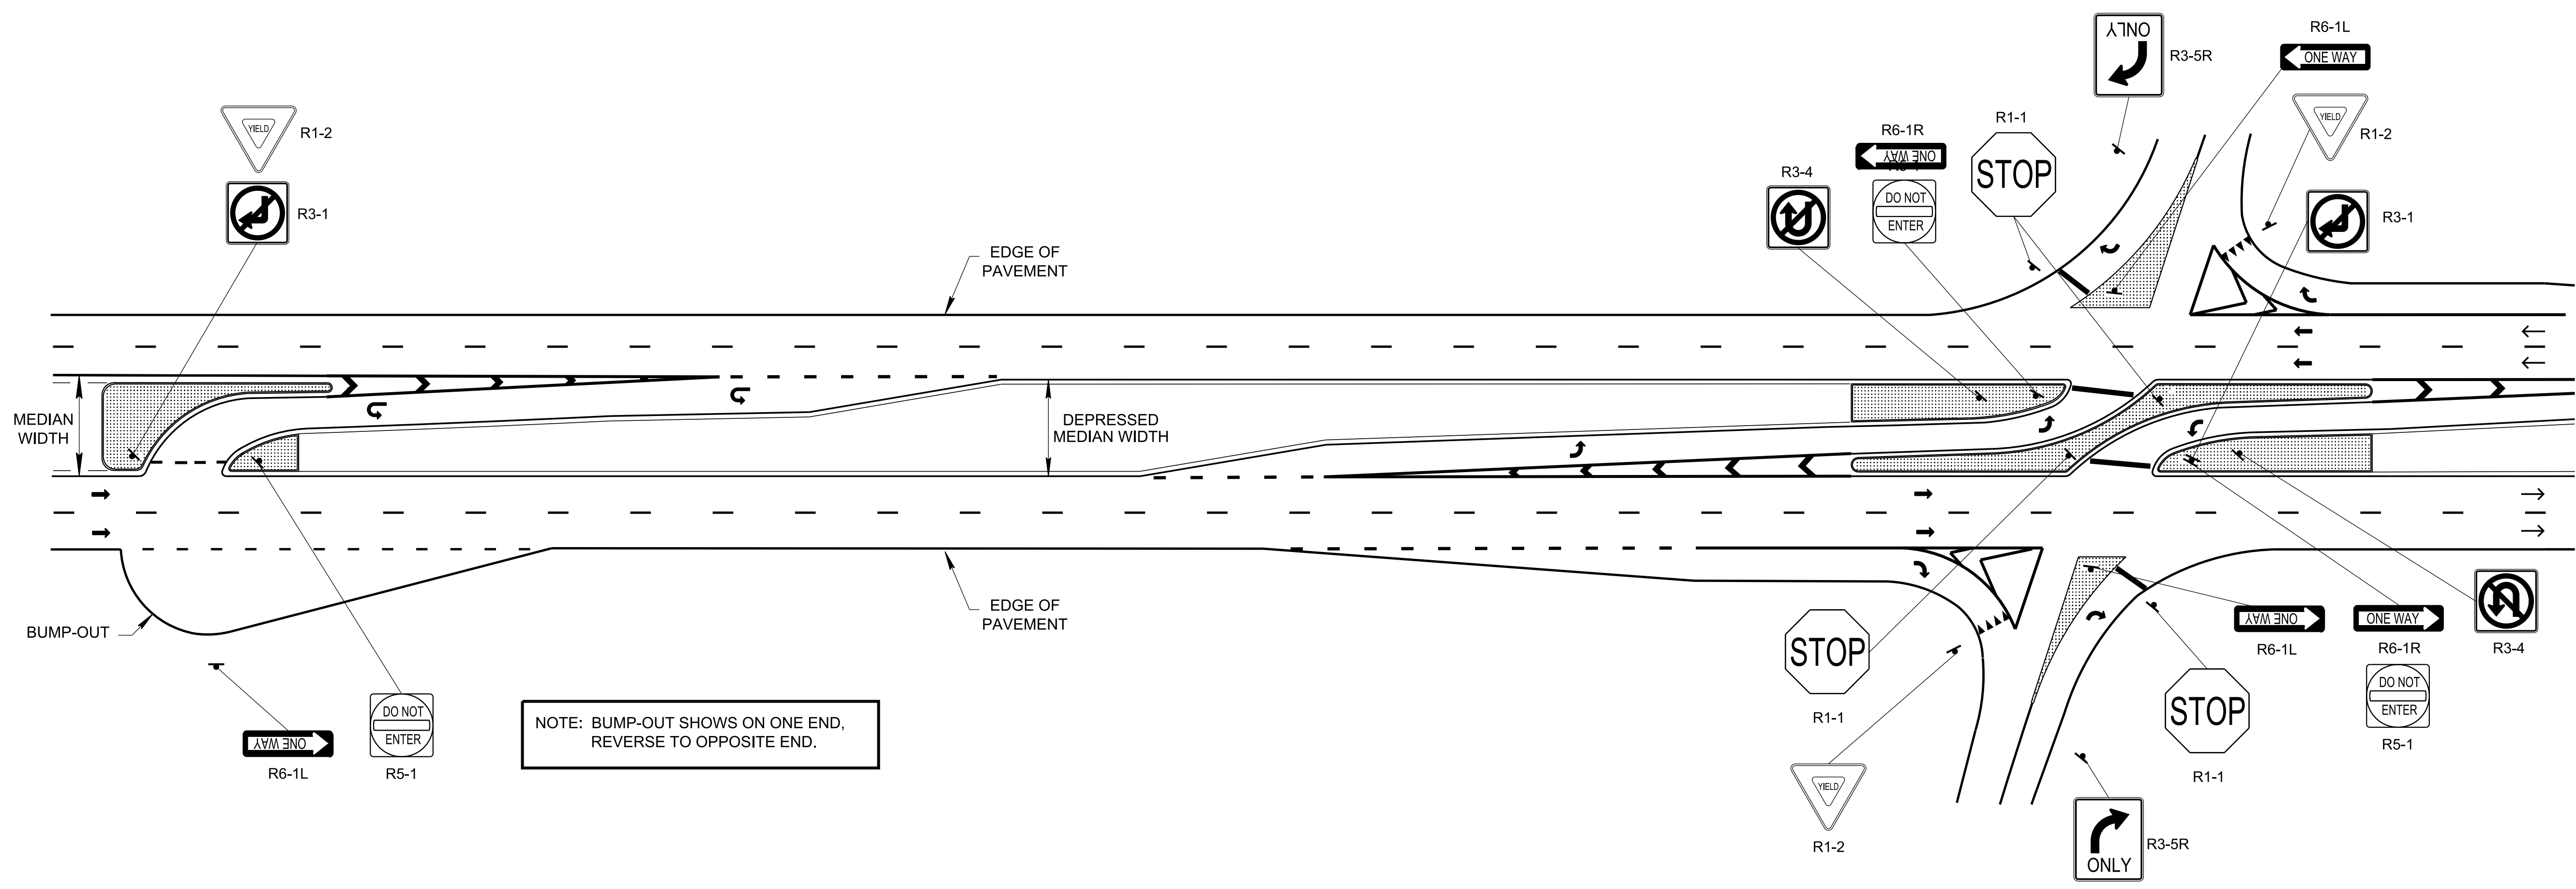 ONLY
R3-5R
R6-1L
ONE WAY
YIELD
R1-2
R3-1
R6-1R
ONE WAY
R5-1
DO NOT
ENTER
R1-1
STOP
R3-4
YIELD
R1-2
R3-1
EDGE OF
PAVEMENT
MEDIAN
WIDTH
DEPRESSED
MEDIAN WIDTH
BUMP-OUT
EDGE OF
PAVEMENT
ONE WAY
R6-1L
DO NOT
ENTER
R5-1
NOTE: BUMP-OUT SHOWS ON ONE END,
REVERSE TO OPPOSITE END.
STOP
R1-1
YIELD
R1-2
ONE WAY
R6-1L
ONE WAY
R6-1R
DO NOT
ENTER
R5-1
R3-4
STOP
R1-1
ONLY
R3-5R